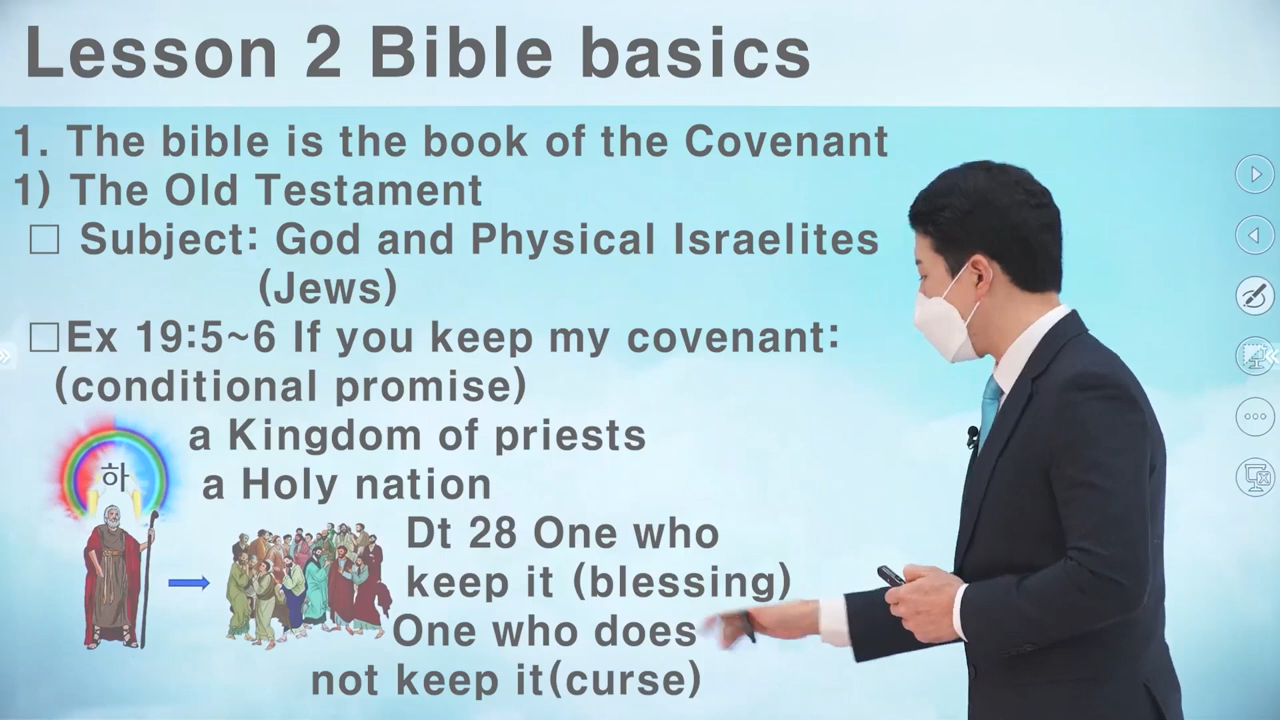 Lesson 2 Bible basics
1. The bible is the book of the Covenant
1) The Old Testament
□ Subject: God and Physical Israelites
(Jews)
□Ex 19:5~6 If you keep my covenant:
(conditional promise)
a Kingdom of priests
하
a Holy nation
Dt 28 One who
keep it (blessing)
One who does
not keep it(curse)